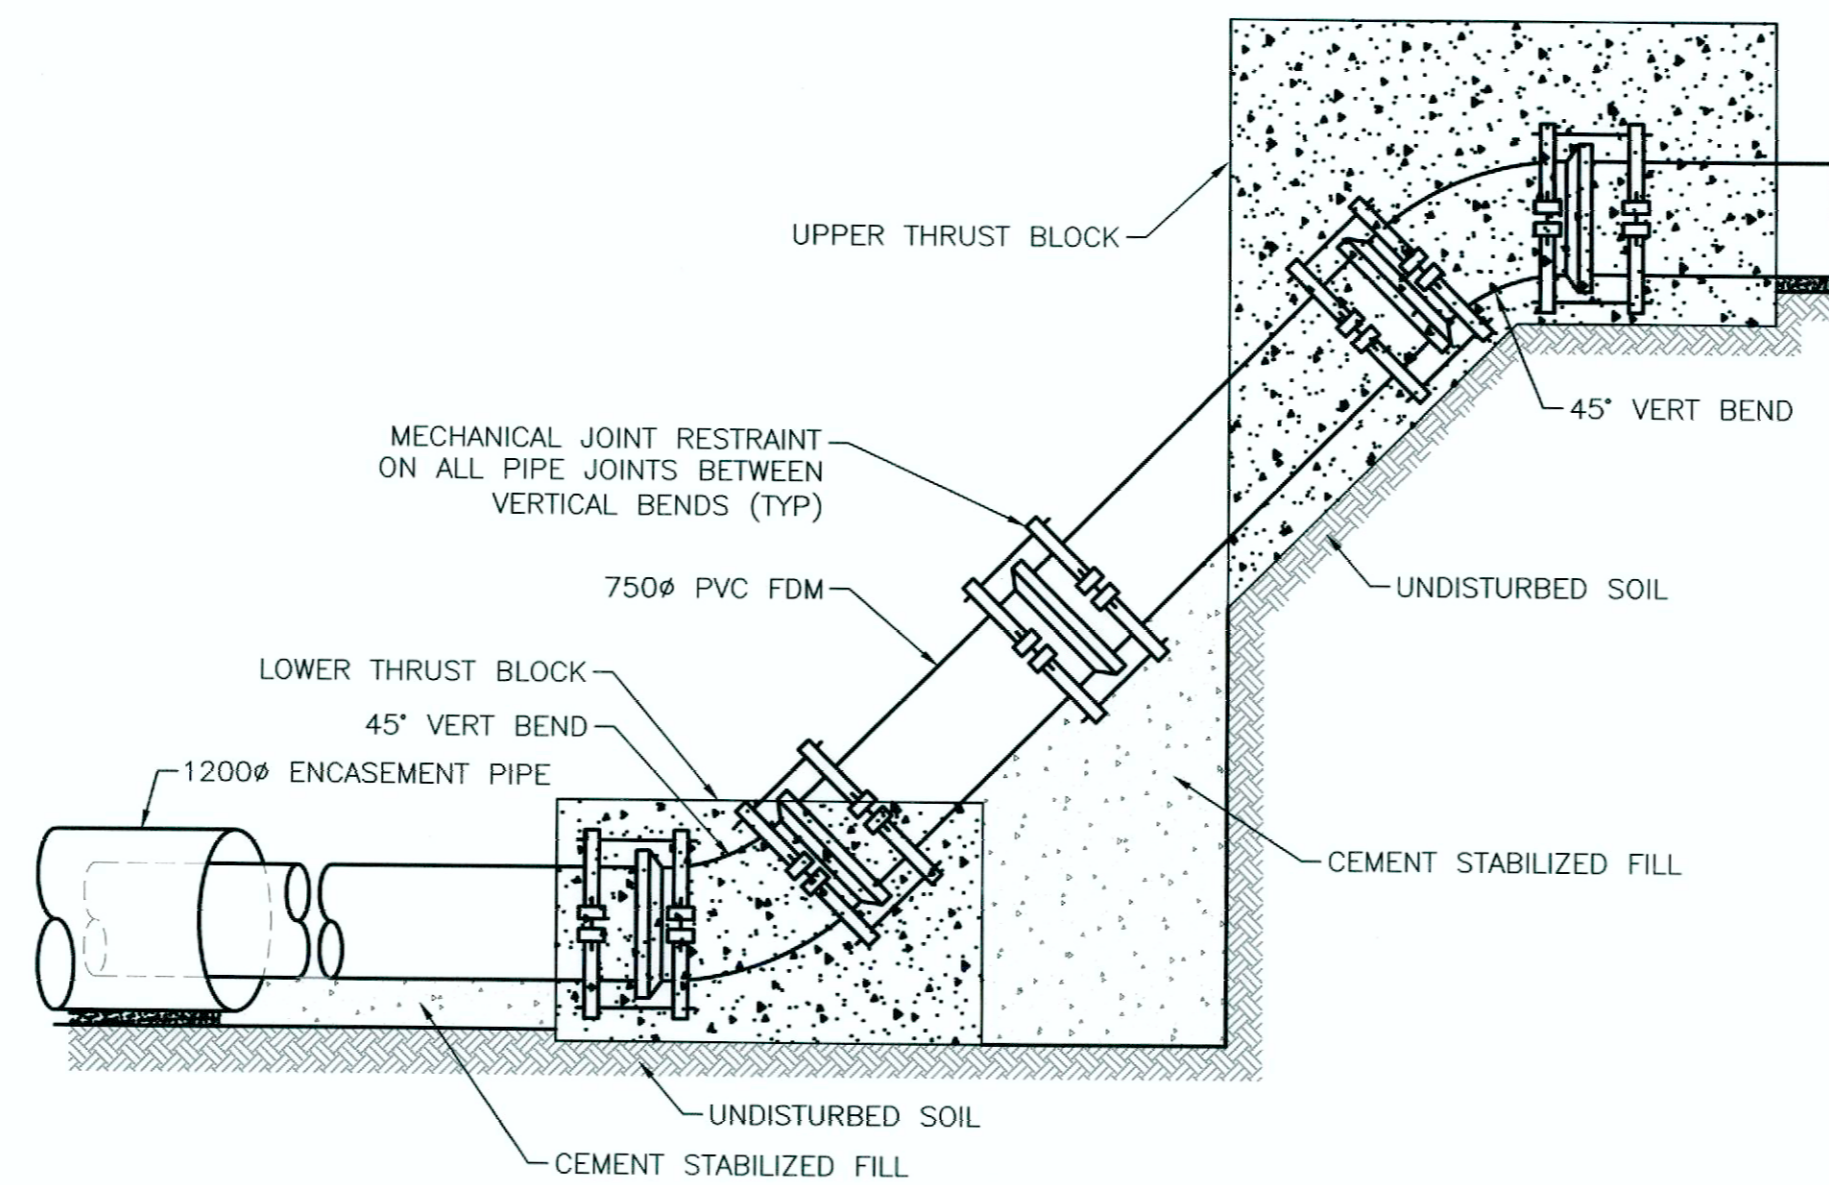 UPPER THRUST BLOCK
45° VERT BEND
MECHANICAL JOINT RESTRAINT
ON ALL PIPE JOINTS BETWEEN
VERTICAL BENDS (TYP)
750ø PVC FDM
UNDISTURBED SOIL
LOWER THRUST BLOCK
45° VERT BEND
1200ø ENCASEMENT PIPE
CEMENT STABILIZED FILL
UNDISTURBED SOIL
CEMENT STABILIZED FILL